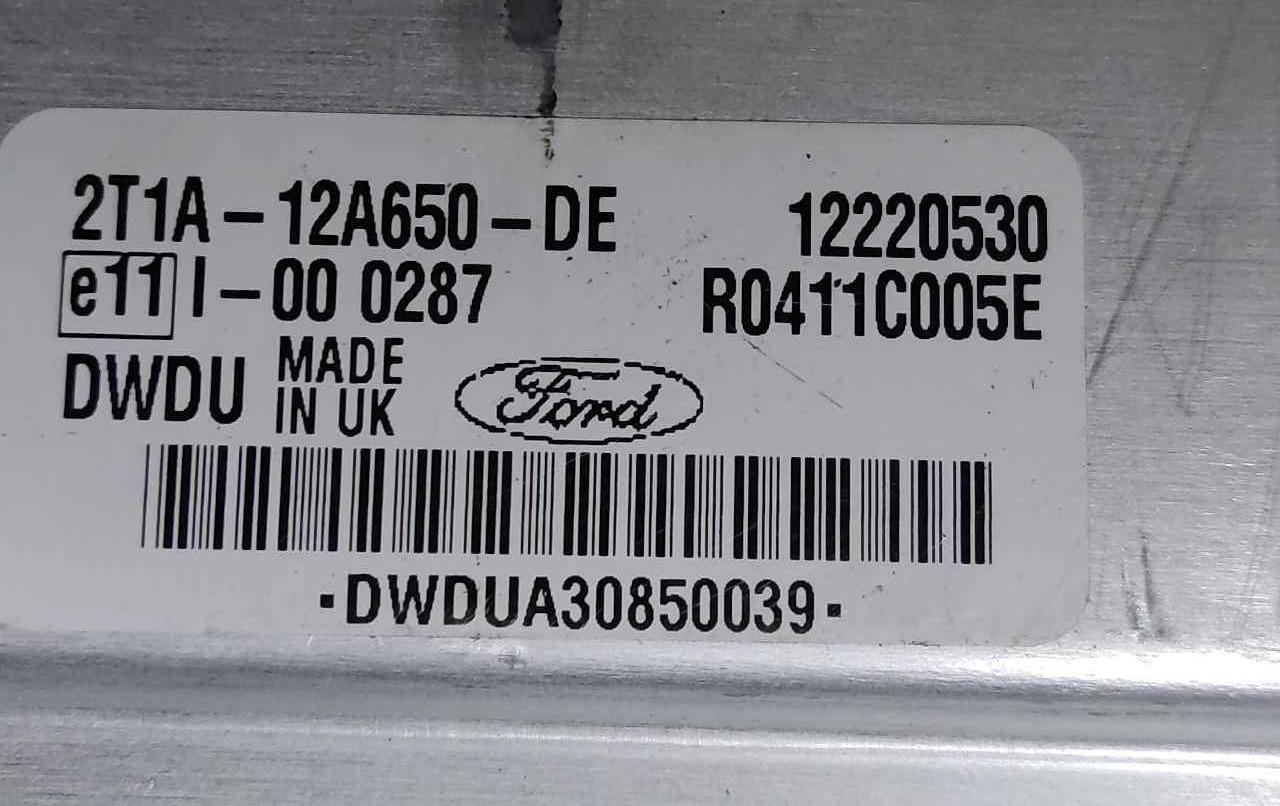 2T1A-12A650-DE 12220530
e11 I-00 0287 R0411C005E
DWDU MADE IN UK Ford
·DWDUA30850039·